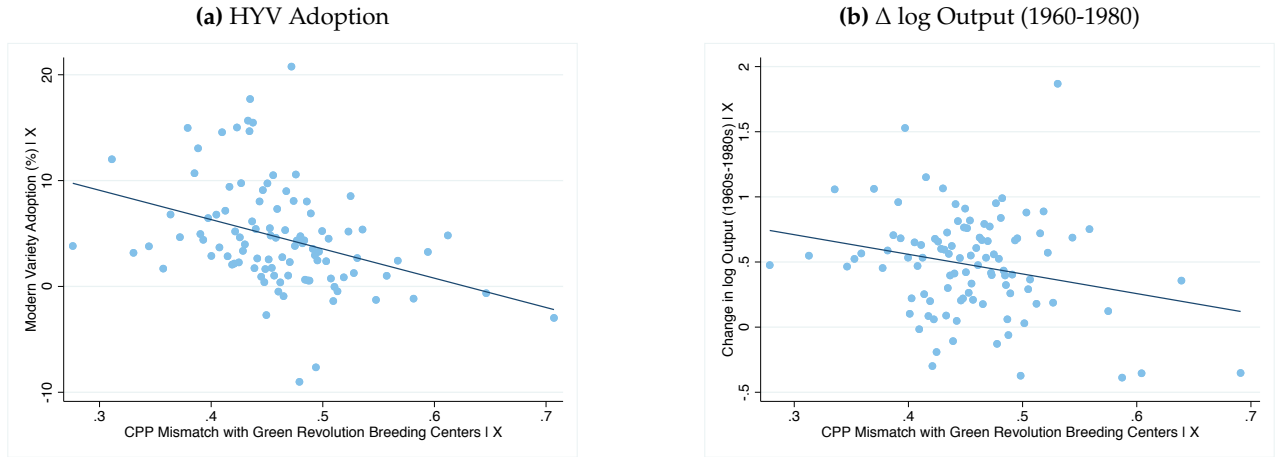 (a) HYV Adoption
Modern Variety Adoption (%) | X
20
10
0
-10
.3 .4 .5 .6 .7
CPP Mismatch with Green Revolution Breeding Centers | X
(b) Δ log Output (1960-1980)
Change in log Output (1960s-1980s) | X
2
1.5
1
.5
0
-.5
.3 .4 .5 .6 .7
CPP Mismatch with Green Revolution Breeding Centers | X